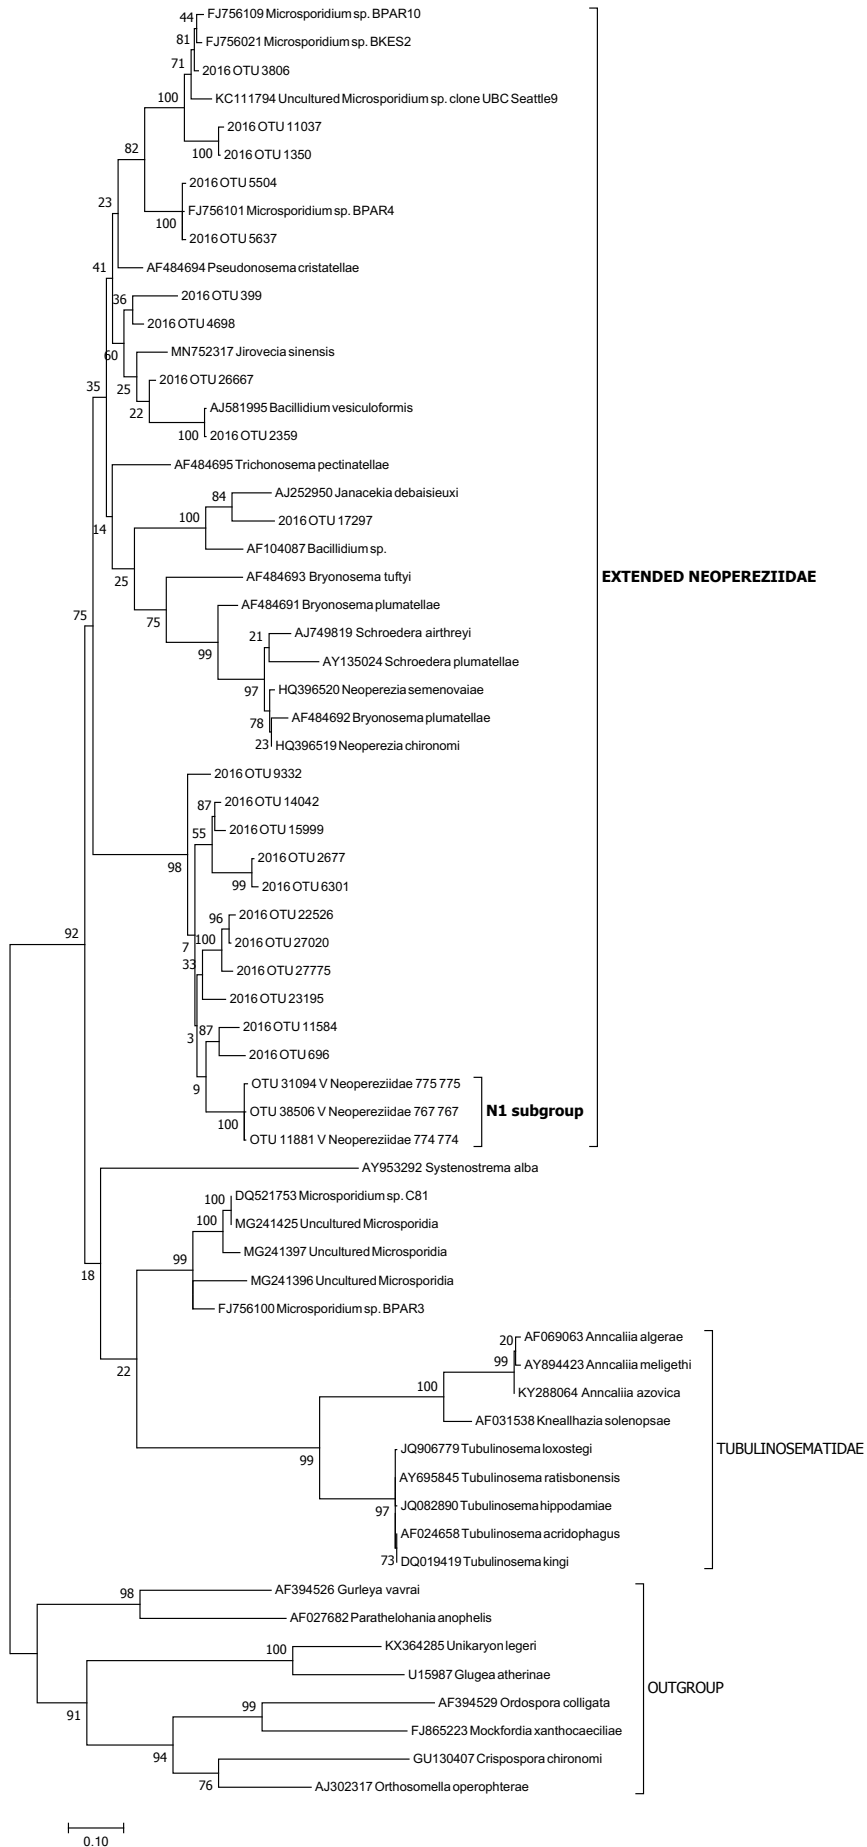 44
FJ756109 Microsporidium sp. BPAR10
81
FJ756021 Microsporidium sp. BKES2
71
2016 OTU 3806
100
KC111794 Uncultured Microsporidium sp. clone UBC Seattle9
2016 OTU 11037
100
2016 OTU 1350
82
2016 OTU 5504
FJ756101 Microsporidium sp. BPAR4
100
2016 OTU 5637
23
AF484694 Pseudonosema cristatellae
41
36
2016 OTU 399
2016 OTU 4698
60
MN752317 Jirovecia sinensis
35
25
2016 OTU 26667
22
AJ581995 Bacillidium vesiculoformis
100
2016 OTU 2359
AF484695 Trichonosema pectinatellae
84
AJ252950 Janacekia debaisieuxi
100
2016 OTU 17297
14
AF104087 Bacillidium sp.
25
AF484693 Bryonosema tuftyi
EXTENDED NEOPEREZIIDAE
75
75
AF484691 Bryonosema plumatellae
21
AJ749819 Schroedera airthreyi
99
AY135024 Schroedera plumatellae
97
HQ396520 Neoperezia semenovaiae
78
AF484692 Bryonosema plumatellae
23
HQ396519 Neoperezia chironomi
2016 OTU 9332
87
2016 OTU 14042
55
2016 OTU 15999
98
2016 OTU 2677
99
2016 OTU 6301
96
2016 OTU 22526
92
7
100
2016 OTU 27020
33
2016 OTU 27775
2016 OTU 23195
3
87
2016 OTU 11584
2016 OTU 696
9
OTU 31094 V Neopereziidae 775 775
100
OTU 38506 V Neopereziidae 767 767
N1 subgroup
OTU 11881 V Neopereziidae 774 774
AY953292 Systenostrema alba
100
DQ521753 Microsporidium sp. C81
100
MG241425 Uncultured Microsporidia
MG241397 Uncultured Microsporidia
99
18
MG241396 Uncultured Microsporidia
FJ756100 Microsporidium sp. BPAR3
20
AF069063 Anncaliia algerae
22
99
AY894423 Anncaliia meligethi
100
KY288064 Anncaliia azovica
AF031538 Kneallhazia solenopsae
99
JQ906779 Tubulinosema loxostegi
TUBULINOSEMATIDAE
AY695845 Tubulinosema ratisbonensis
97
JQ082890 Tubulinosema hippodamiae
AF024658 Tubulinosema acridophagus
73
DQ019419 Tubulinosema kingi
98
AF394526 Gurleya vavrai
AF027682 Parathelohania anophelis
100
KX364285 Unikaryon legeri
U15987 Glugea atherinae
OUTGROUP
91
99
AF394529 Ordospora colligata
FJ865223 Mockfordia xanthocaeciliae
94
GU130407 Crispospora chironomi
76
AJ302317 Orthosomella operophterae
0.10